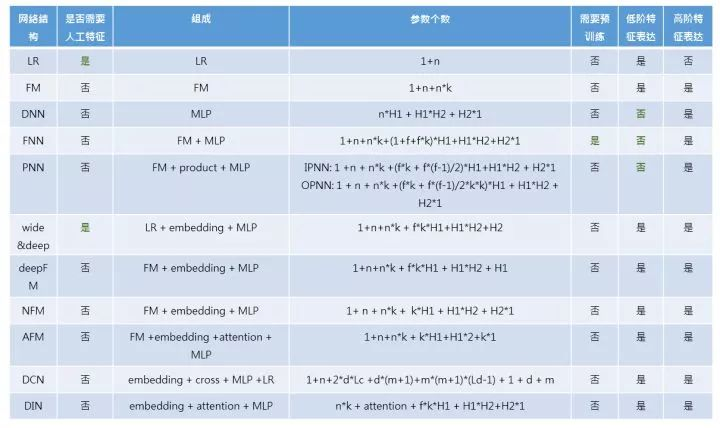 网络结构 是否需要人工特征 组成 参数个数 需要预训练 低阶特征表达 高阶特征表达
LR 是 LR 1+n 否 是 否
FM 否 FM 1+n+n*k 否 是 是
DNN 否 MLP n*H1 + H1*H2 + H2*1 否 否 是
FNN 否 FM + MLP 1+n+n*k+(1+f+f*k)*H1+H1*H2+H2*1 是 否 是
PNN 否 FM + product + MLP IPNN: 1 +n + n*k +(f*k + f*(f-1)/2)*H1+H1*H2 + H2*1 否 否 是
OPNN: 1 + n + n*k +(f*k + f*(f-1)/2*k*k)*H1 + H1*H2 +
H2*1
wide
&deep 是 LR + embedding + MLP 1+n+n*k + f*k*H1+H1*H2+H2 否 是 是
deepF
M 否 FM + embedding + MLP 1+n+n*k + f*k*H1 + H1*H2 + H1 否 是 是
NFM 否 FM + embedding + MLP 1+ n + n*k + k*H1 + H1*H2 + H2*1 否 是 是
AFM 否 FM +embedding +attention +
MLP 1+n+n*k + k*H1+H1*2+k*1 否 是 是
DCN 否 embedding + cross + MLP +LR 1+n+2*d*Lc +d*(m+1)+m*(m+1)*(Ld-1) + 1 + d + m 否 是 是
DIN 否 embedding + attention + MLP n*k + attention + f*k*H1 + H1*H2+H2*1 否 是 是